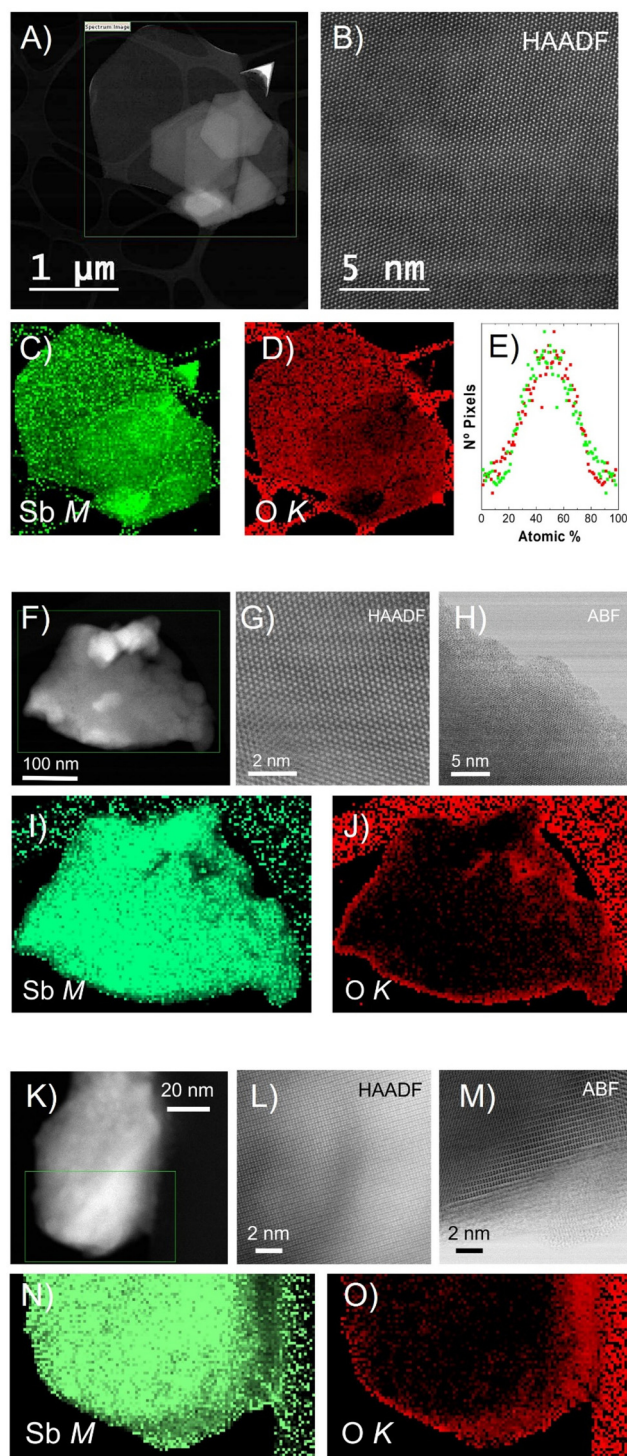 A)
Spectrum Image
1 µm
B)
HAADF
5 nm
C)
Sb M
D)
O K
E)
Nº Pixels
0 20 40 60 80 100
Atomic %
F)
100 nm
G)
HAADF
2 nm
H)
ABF
5 nm
I)
Sb M
J)
O K
K)
20 nm
L)
HAADF
2 nm
M)
ABF
2 nm
N)
Sb M
O)
O K